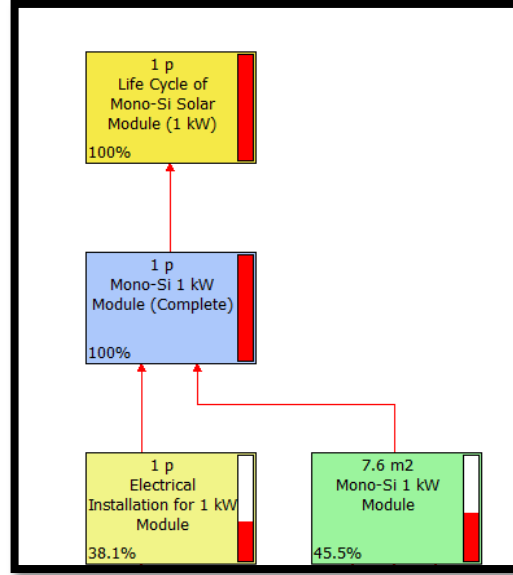 1 p
Life Cycle of
Mono-Si Solar
Module (1 kW)
100%
1 p
Mono-Si 1 kW
Module (Complete)
100%
1 p
Electrical
Installation for 1 kW
Module
38.1%
7.6 m2
Mono-Si 1 kW
Module
45.5%